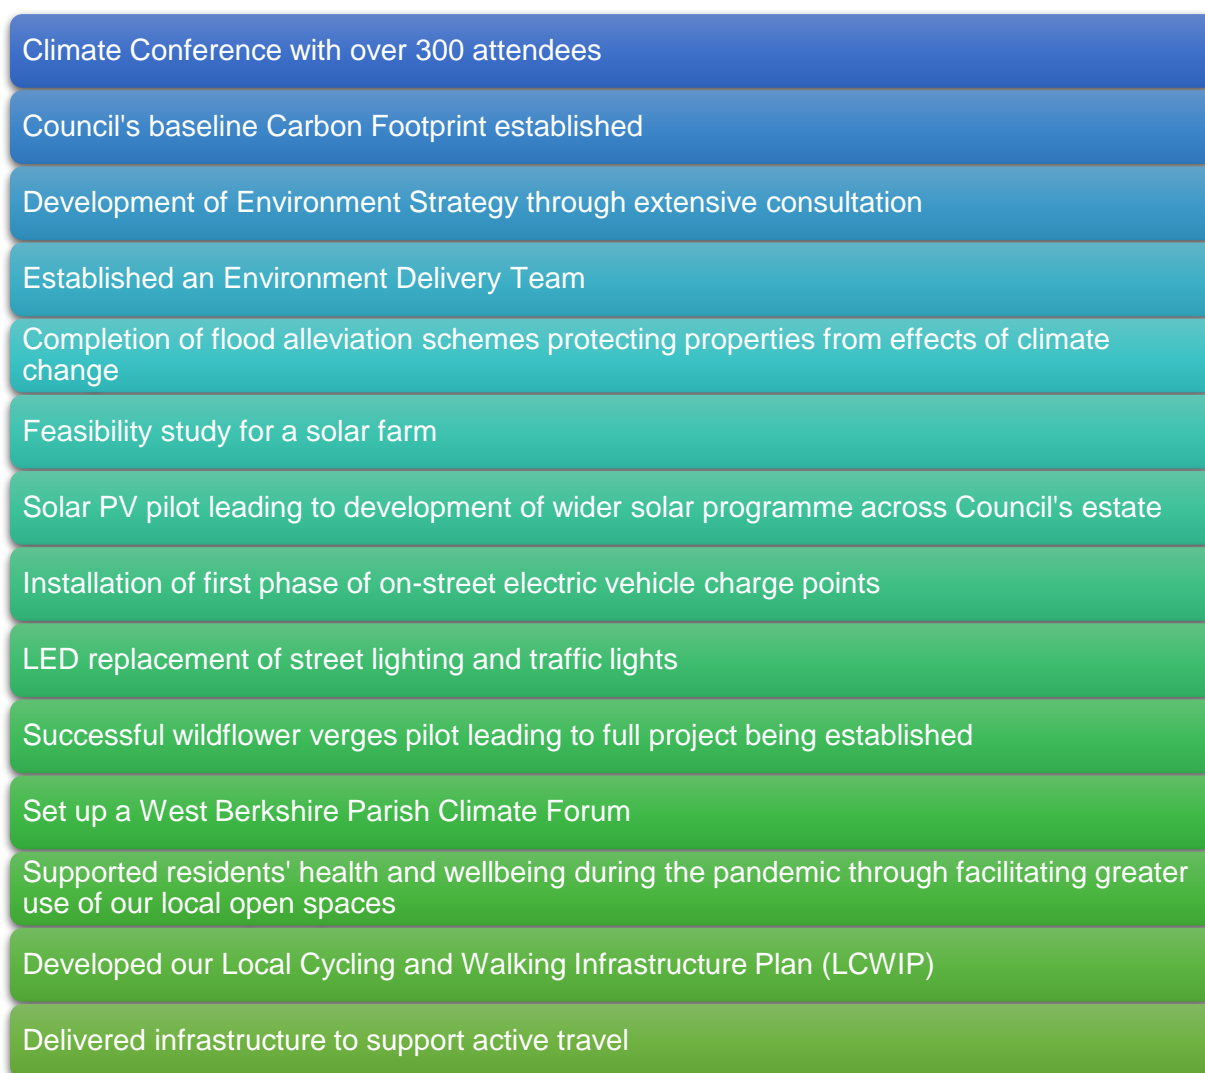 Climate Conference with over 300 attendees
Council's baseline Carbon Footprint established
Development of Environment Strategy through extensive consultation
Established an Environment Delivery Team
Completion of flood alleviation schemes protecting properties from effects of climate
change
Feasibility study for a solar farm
Solar PV pilot leading to development of wider solar programme across Council's estate
Installation of first phase of on-street electric vehicle charge points
LED replacement of street lighting and traffic lights
Successful wildflower verges pilot leading to full project being established
Set up a West Berkshire Parish Climate Forum
Supported residents' health and wellbeing during the pandemic through facilitating greater
use of our local open spaces
Developed our Local Cycling and Walking Infrastructure Plan (LCWIP)
Delivered infrastructure to support active travel